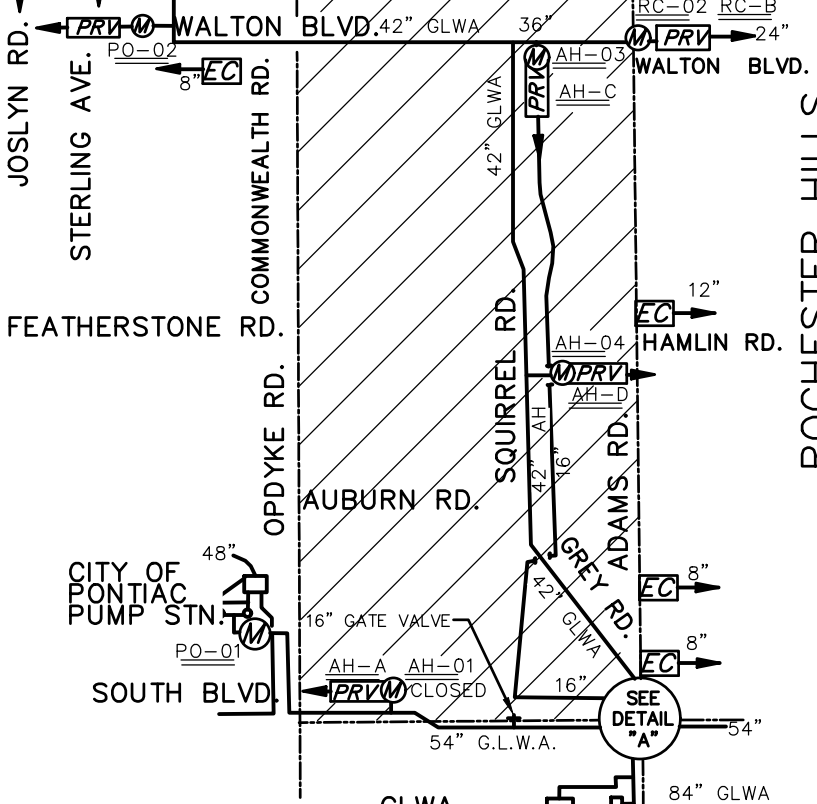 RC-02 RC-B
PRV M
WALTON BLVD.
42" GLWA
36"
M PRV
24"
PO-02
M AH-03
WALTON BLVD.
8" EC
JOSLYN RD.
STERLING AVE.
COMMONWEALTH RD.
42" GLWA
PRV
AH-C
12"
EC
FEATHERSTONE RD.
SQUIRREL RD.
AH-04
HAMLIN RD.
M PRV
AH-D
OPDYKE RD.
42"
AH
16"
ADAMS RD.
AUBURN RD.
48"
CITY OF
PONTIAC
PUMP STN.
GREY RD.
42" GLWA
8"
EC
16" GATE VALVE
M
PO-01
8"
EC
AH-A AH-01
SOUTH BLVD.
PRV M CLOSED
16"
SEE
DETAIL
"A"
54" G.L.W.A.
54"
84" GLWA
GLWA
ROCHESTER HILLS